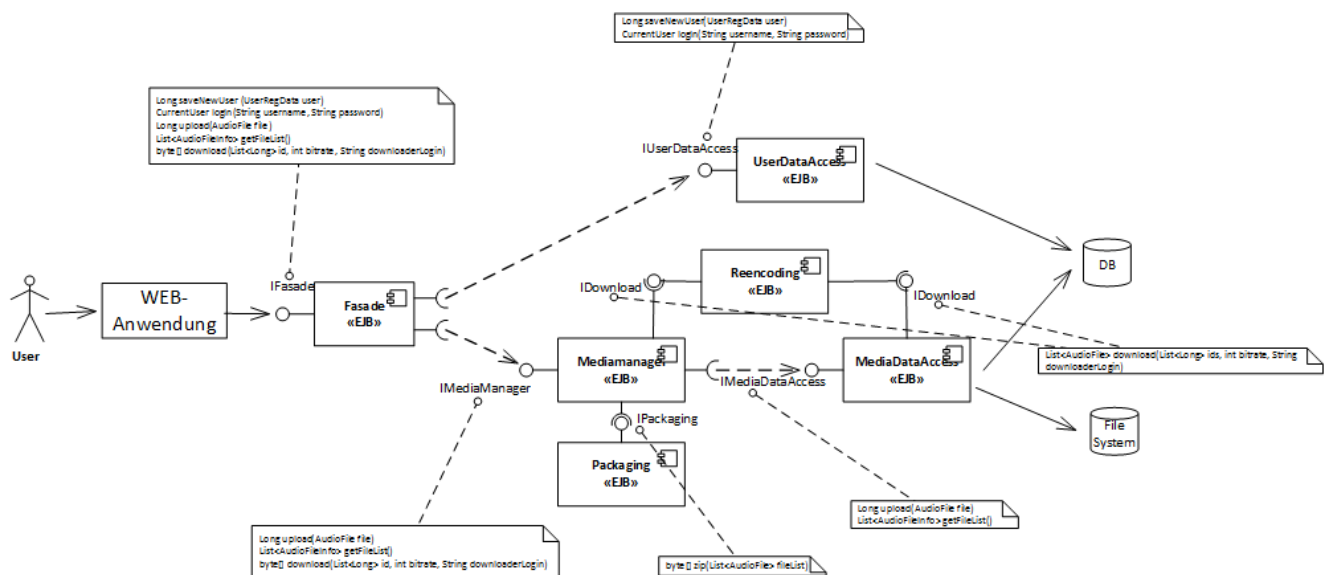 Long saveNewUser(UserRegData user)
CurrentUser login(String username, String password)
Long saveNewUser (UserRegData user)
CurrentUser login(String username, String password)
Long upload(AudioFile file)
List<AudioFileInfo> getFileList()
byte[] download(List<Long> id, int bitrate, String downloaderLogin)
IUserDataAccess
UserDataAccess
«EJB»
DB
Reencoding
«EJB»
IDownload
IDownload
IFasade
WEB-
Anwendung
Fasade
«EJB»
User
Mediamanager
«EJB»
MediaDataAccess
«EJB»
List<AudioFile> download(List<Long> ids, int bitrate, String
downloaderLogin)
IMediaManager
IMediaDataAccess
IPackaging
File
System
Packaging
«EJB»
Long upload(AudioFile file)
List<AudioFileInfo> getFileList()
Long upload(AudioFile file)
List<AudioFileInfo> getFileList()
byte[] download(List<Long> id, int bitrate, String downloaderLogin)
byte[] zip(List<AudioFile> fileList)